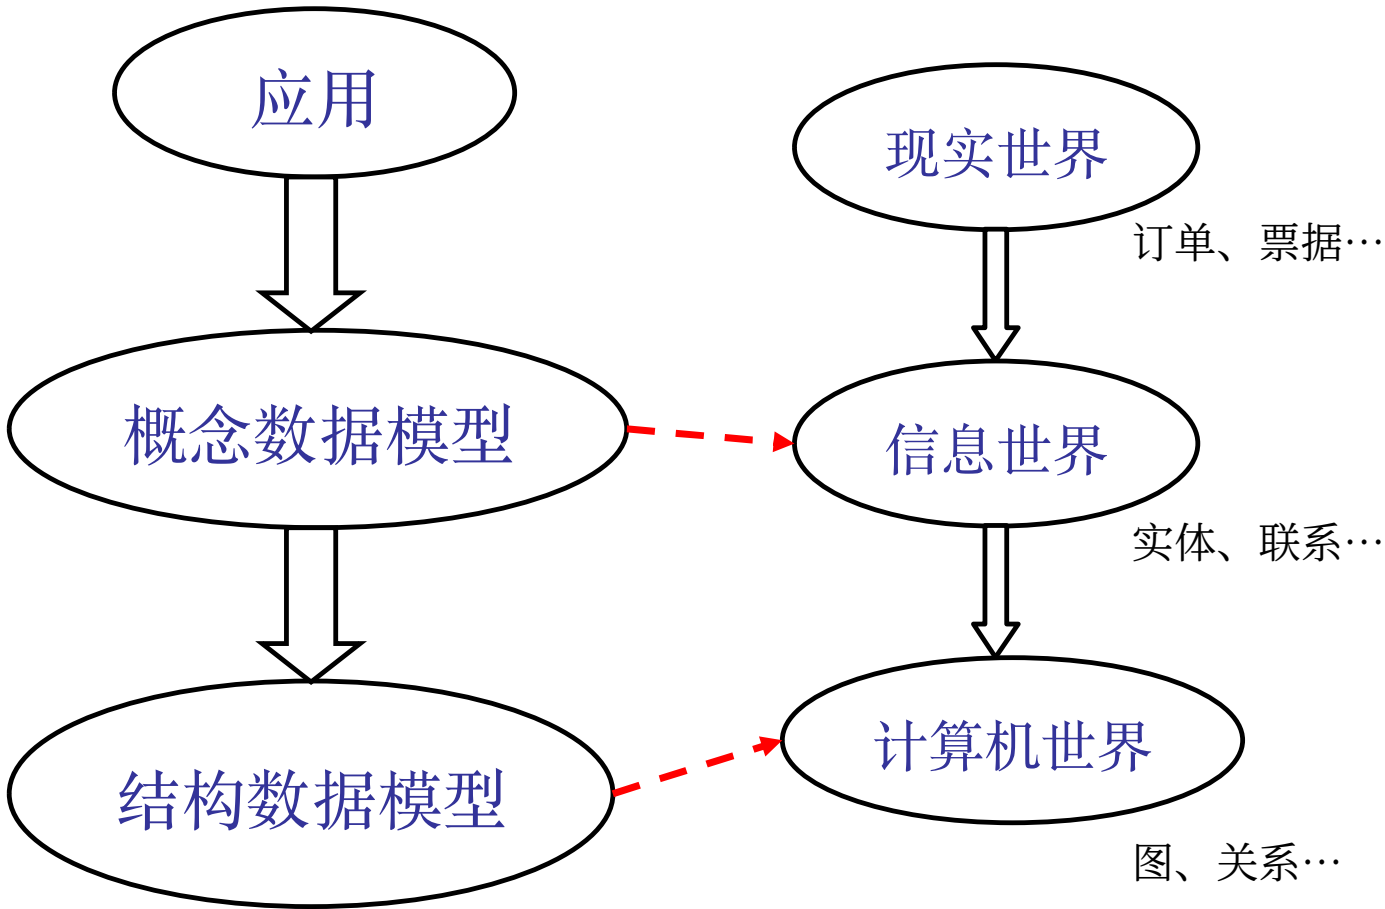 应用
现实世界
订单、票据…
概念数据模型
信息世界
实体、联系…
计算机世界
结构数据模型
图、关系…